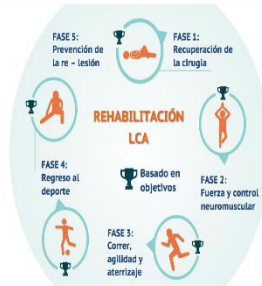 FASE 5:
Prevención de
la re – lesión
FASE 1:
Recuperación de
la cirugía
REHABILITACIÓN
LCA
Basado en
objetivos
FASE 4:
Regreso al
deporte
FASE 2:
Fuerza y control
neuromuscular
FASE 3:
Correr,
agilidad y
aterrizaje